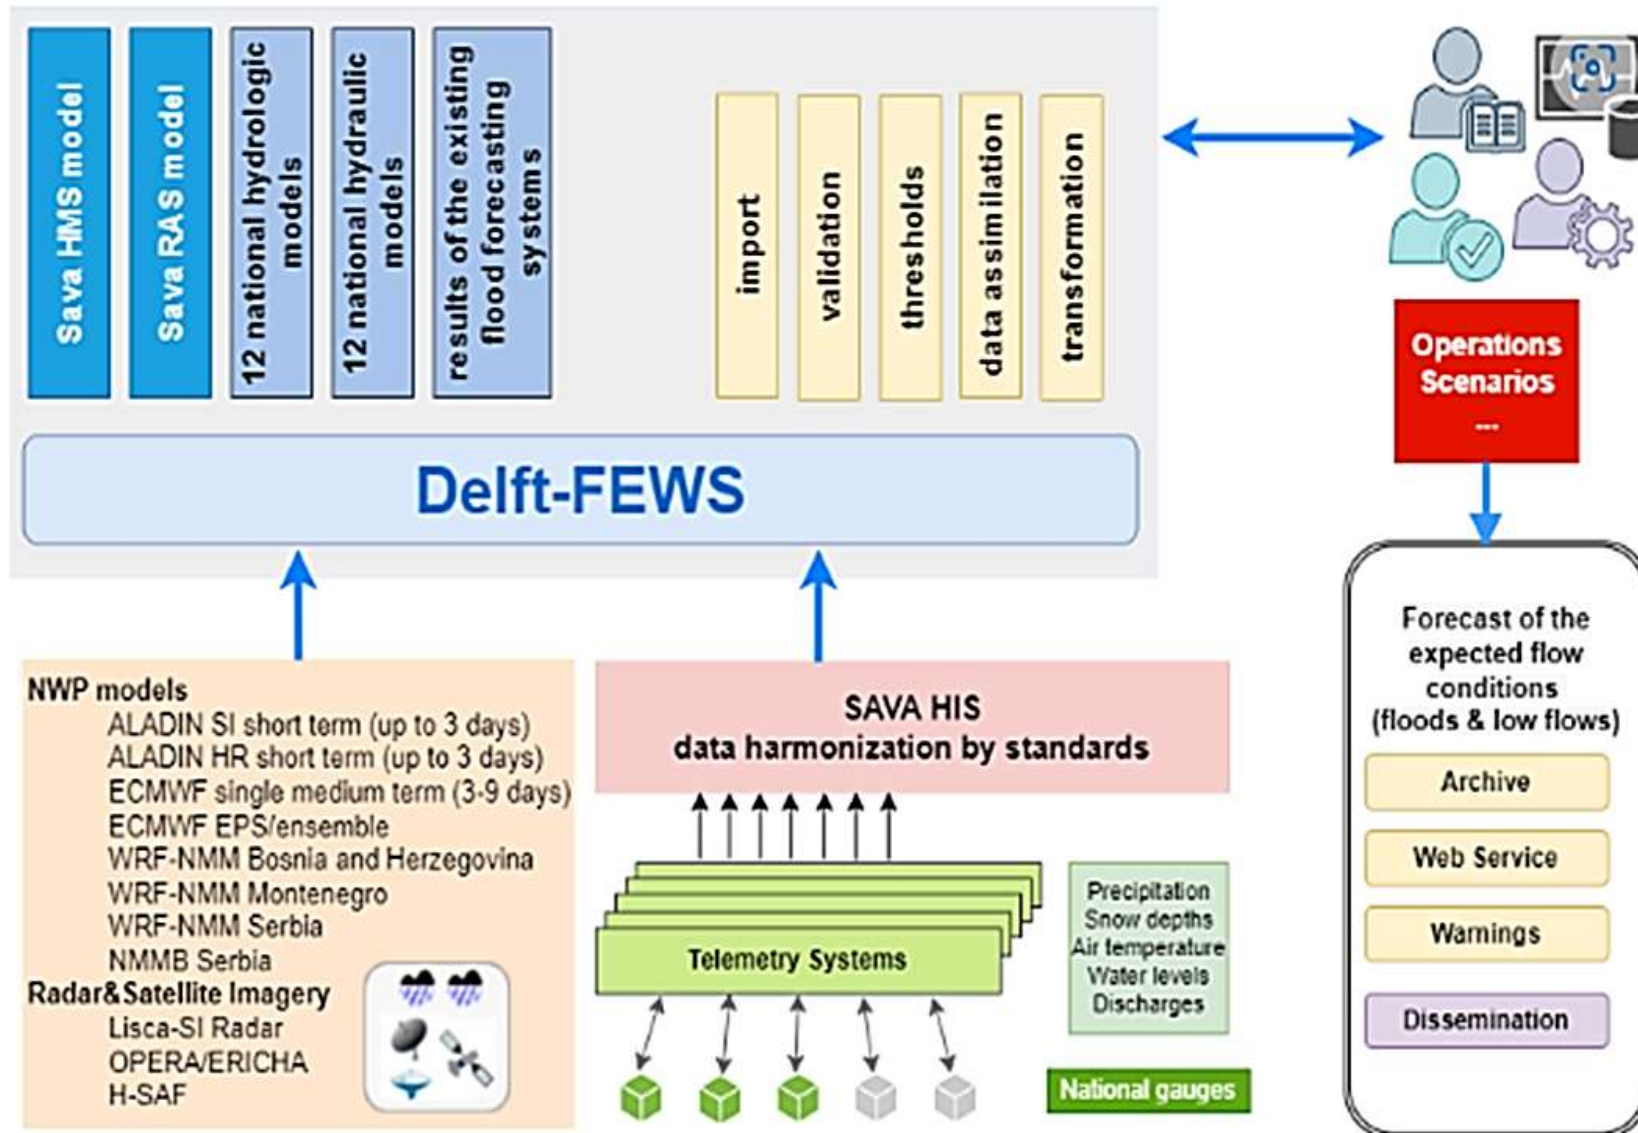 Sava HMS model
Sava RAS model
12 national hydrologic
models
12 national hydraulic
models
results of the existing
flood forecasting
systems
import
validation
thresholds
data assimilation
transformation
Delft-FEWS
Operations
Scenarios
...
NWP models
ALADIN SI short term (up to 3 days)
ALADIN HR short term (up to 3 days)
ECMWF single medium term (3-9 days)
ECMWF EPS/ensemble
WRF-NMM Bosnia and Herzegovina
WRF-NMM Montenegro
WRF-NMM Serbia
NMMB Serbia
Radar&Satellite Imagery
Lisca-SI Radar
OPERA/ERICHA
H-SAF
SAVA HIS
data harmonization by standards
Telemetry Systems
Precipitation
Snow depths
Air temperature
Water levels
Discharges
National gauges
Forecast of the
expected flow
conditions
(floods & low flows)
Archive
Web Service
Warnings
Dissemination